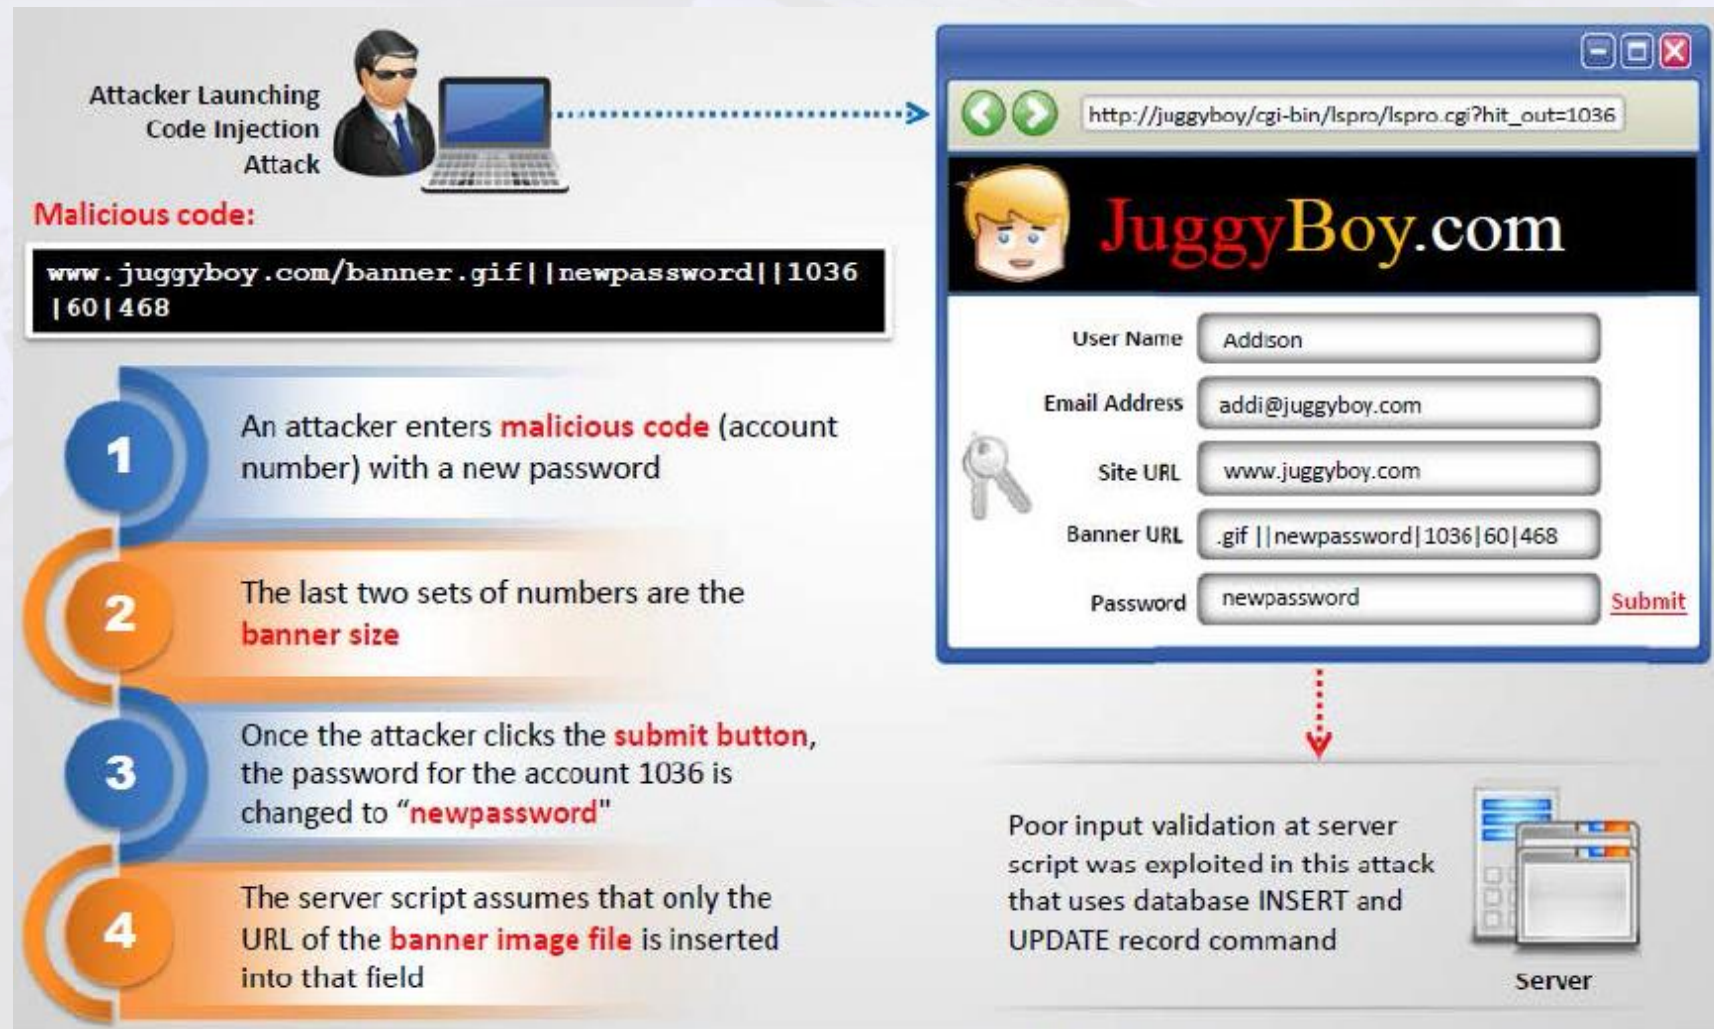 Attacker Launching
Code Injection
Attack
Malicious code:
www.juggyboy.com/banner.gif||newpassword||1036
|60|468
1
An attacker enters malicious code (account
number) with a new password
2
The last two sets of numbers are the
banner size
3
Once the attacker clicks the submit button,
the password for the account 1036 is
changed to “newpassword"
4
The server script assumes that only the
URL of the banner image file is inserted
into that field
http://juggyboy/cgi-bin/lspro/lspro.cgi?hit_out=1036
JuggyBoy.com
User Name Addison
Email Address addi@juggyboy.com
Site URL www.juggyboy.com
Banner URL .gif ||newpassword|1036|60|468
Password newpassword Submit
Poor input validation at server
script was exploited in this attack
that uses database INSERT and
UPDATE record command
Server